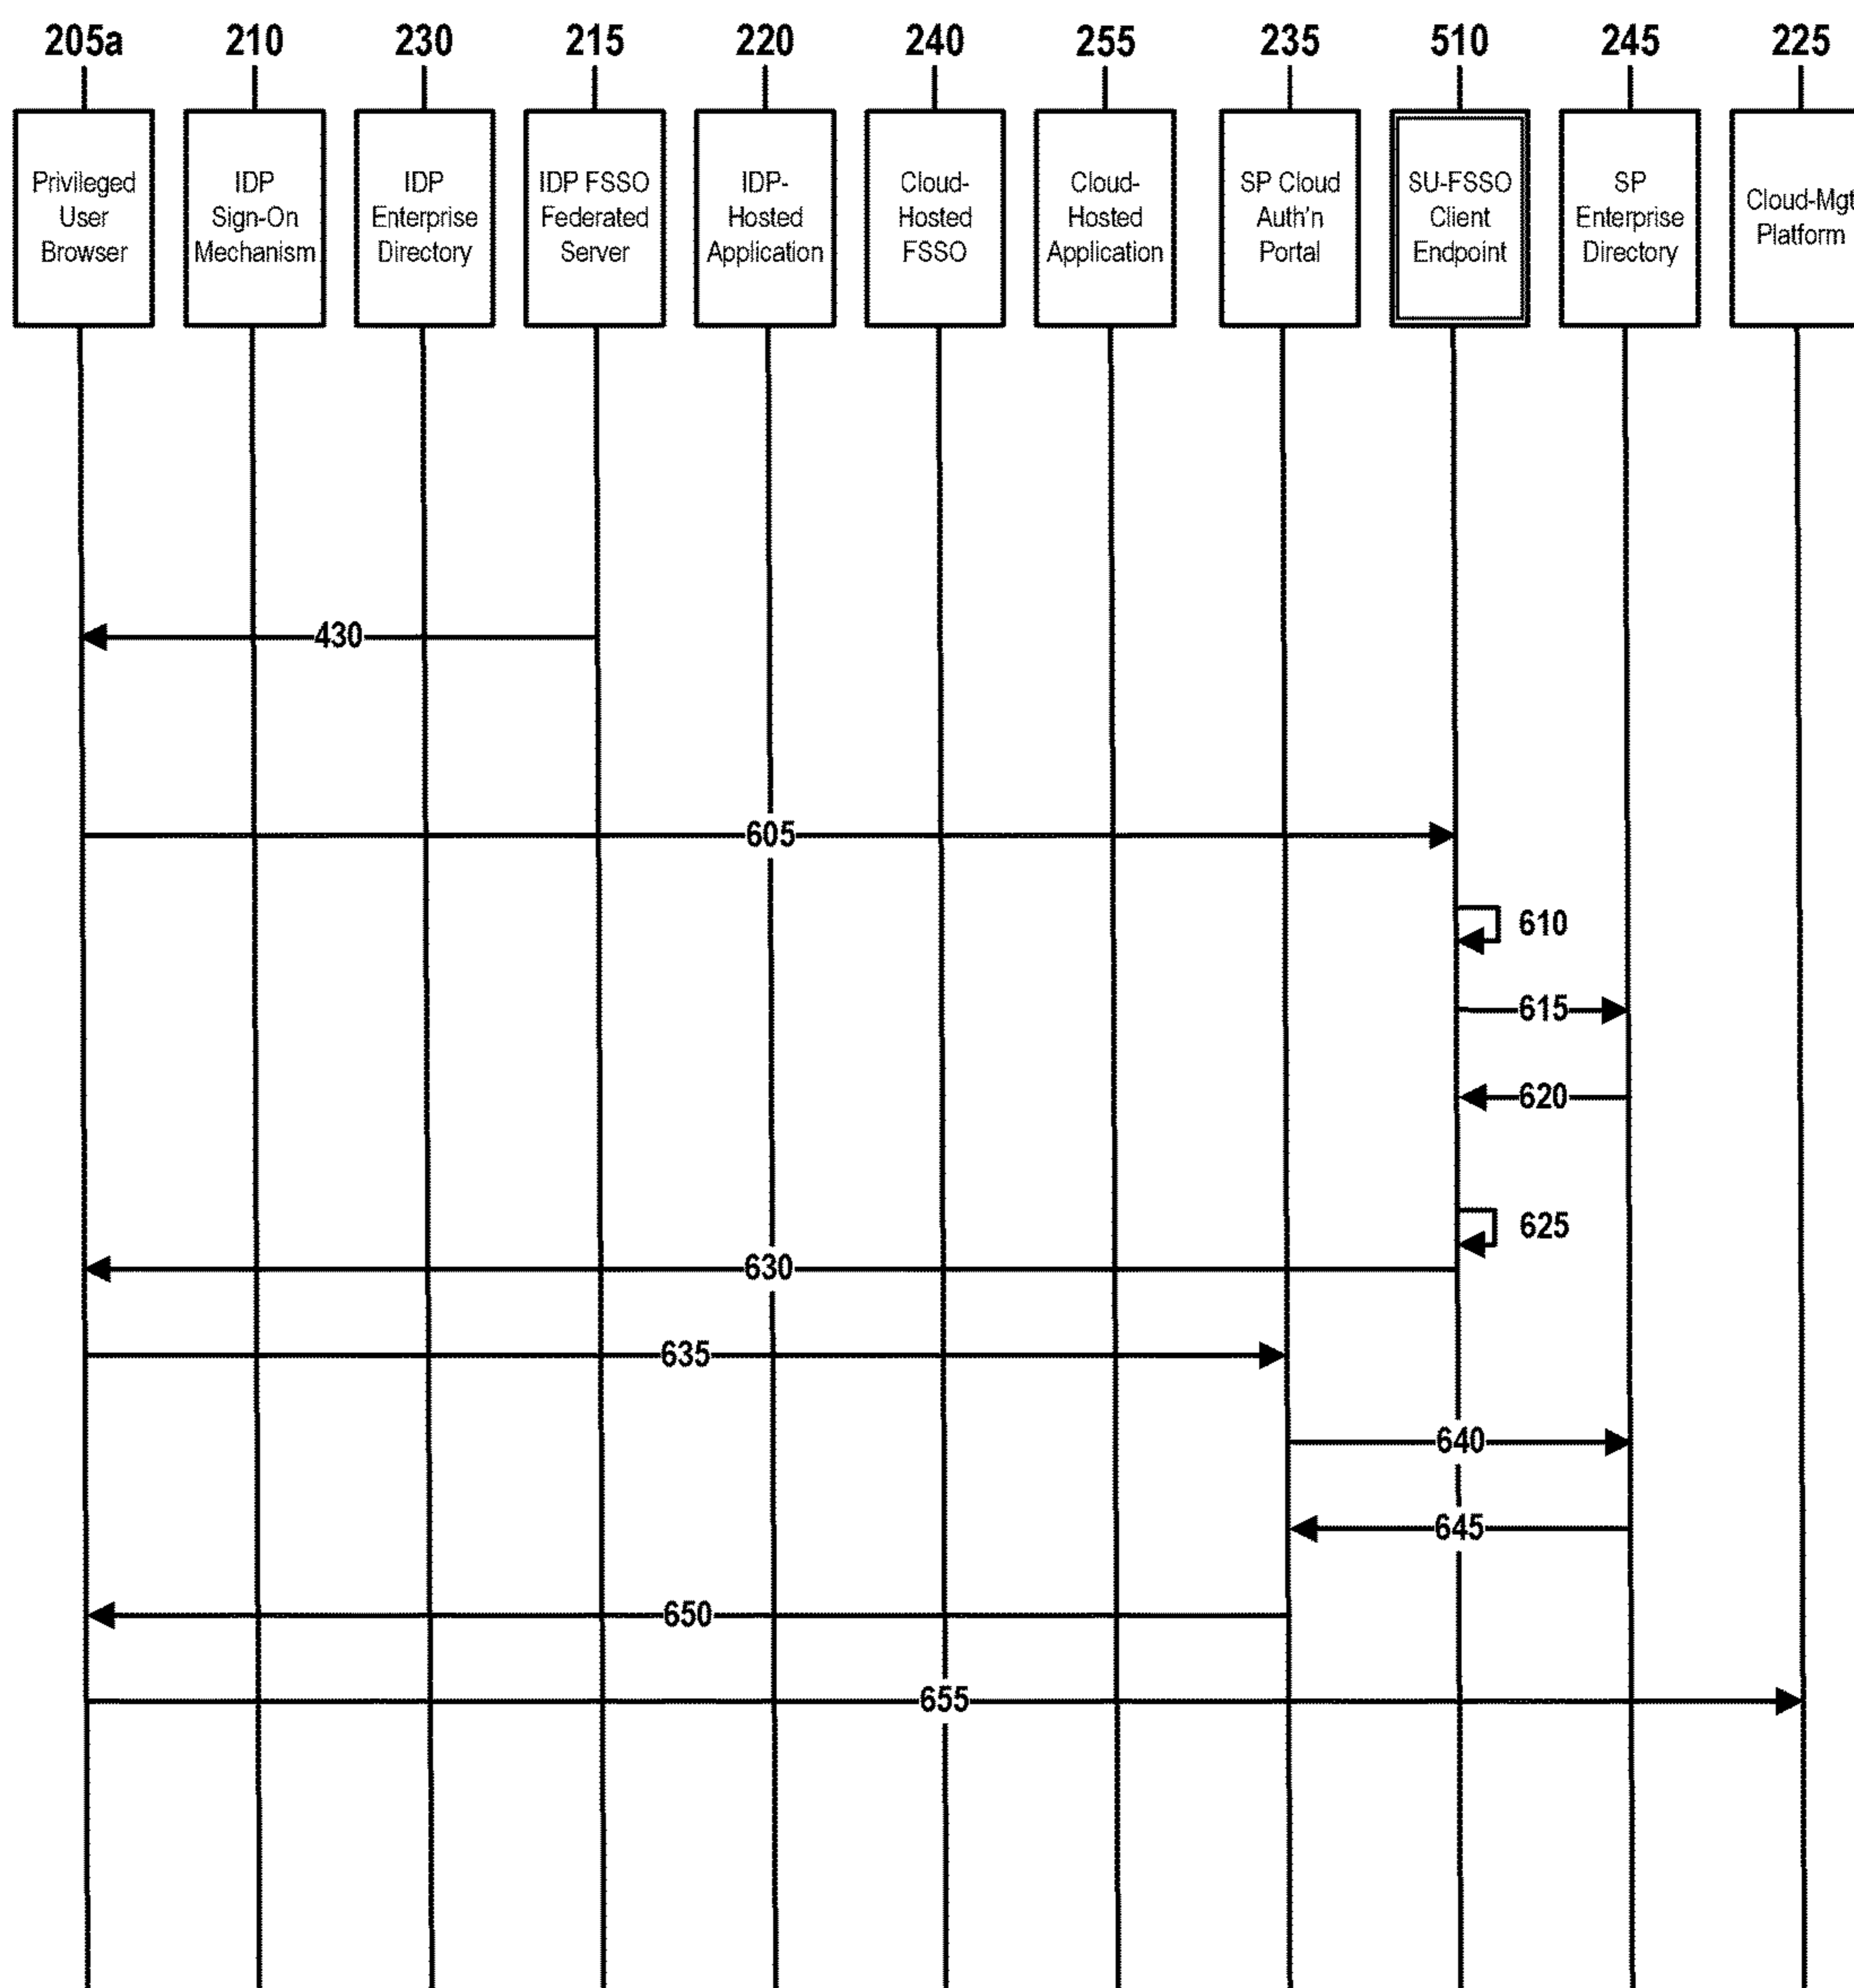 205a 210 230 215 220 240 255 235 510 245 225
Privileged
User
Browser
IDP
Sign-On
Mechanism
IDP
Enterprise
Directory
IDP FSSO
Federated
Server
IDP-
Hosted
Application
Cloud-
Hosted
FSSO
Cloud-
Hosted
Application
SP Cloud
Auth'n
Portal
SU-FSSO
Client
Endpoint
SP
Enterprise
Directory
Cloud-Mgt
Platform
430
605
610
615
620
625
630
635
640
645
650
655